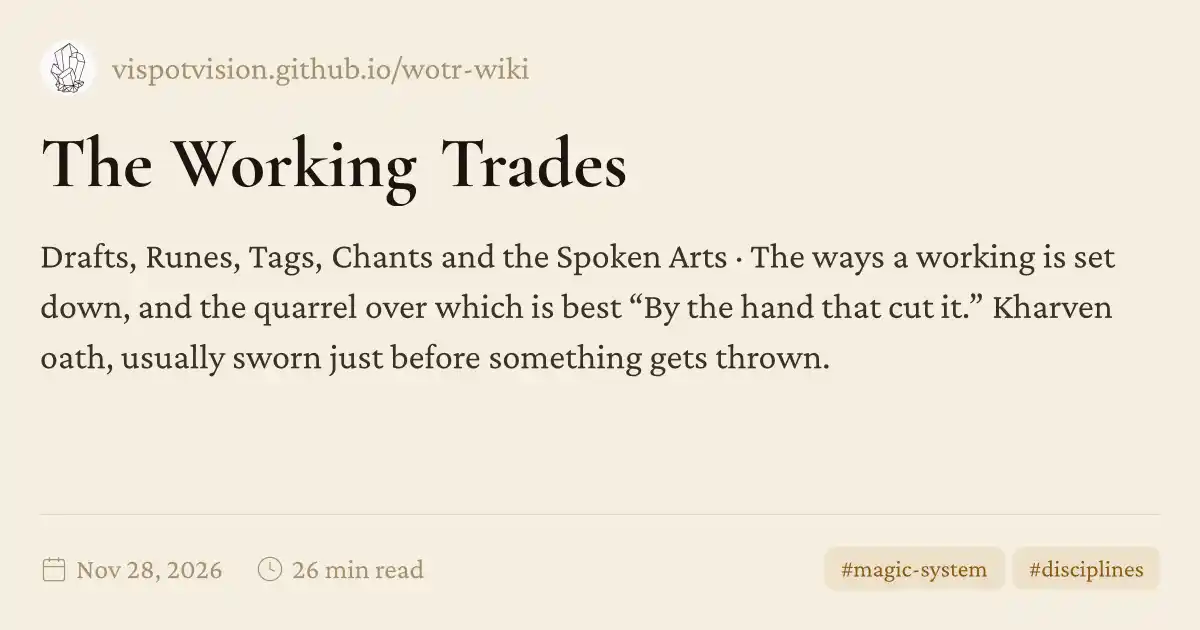 vispotvision.github.io/wotr-wiki
The Working Trades
Drafts, Runes, Tags, Chants and the Spoken Arts · The ways a working is set
down, and the quarrel over which is best “By the hand that cut it.” Kharven
oath, usually sworn just before something gets thrown.
Nov 28, 2026
26 min read
#magic-system
#disciplines